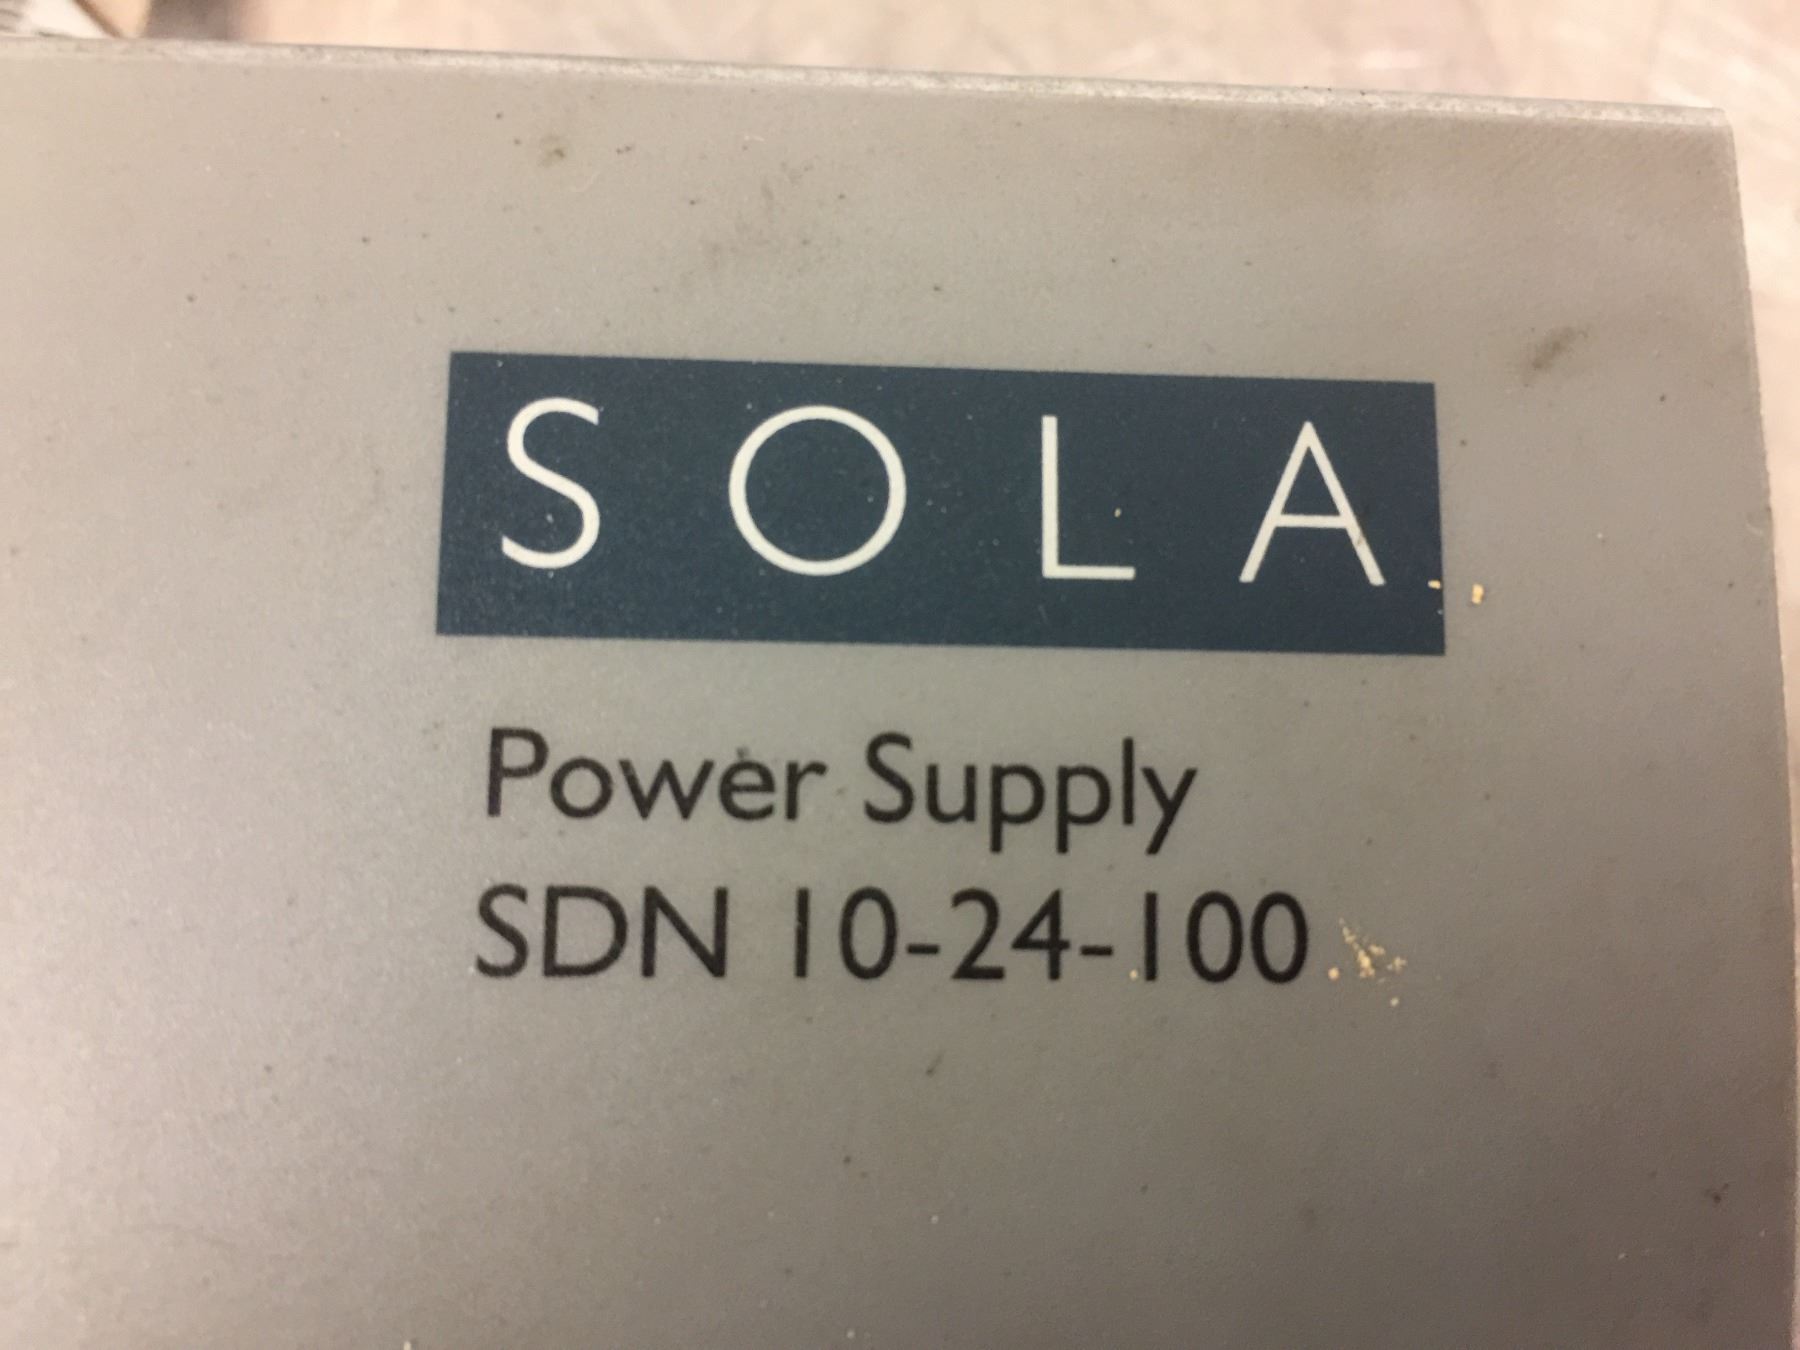 SOLA
Power Supply
SDN 10-24-100